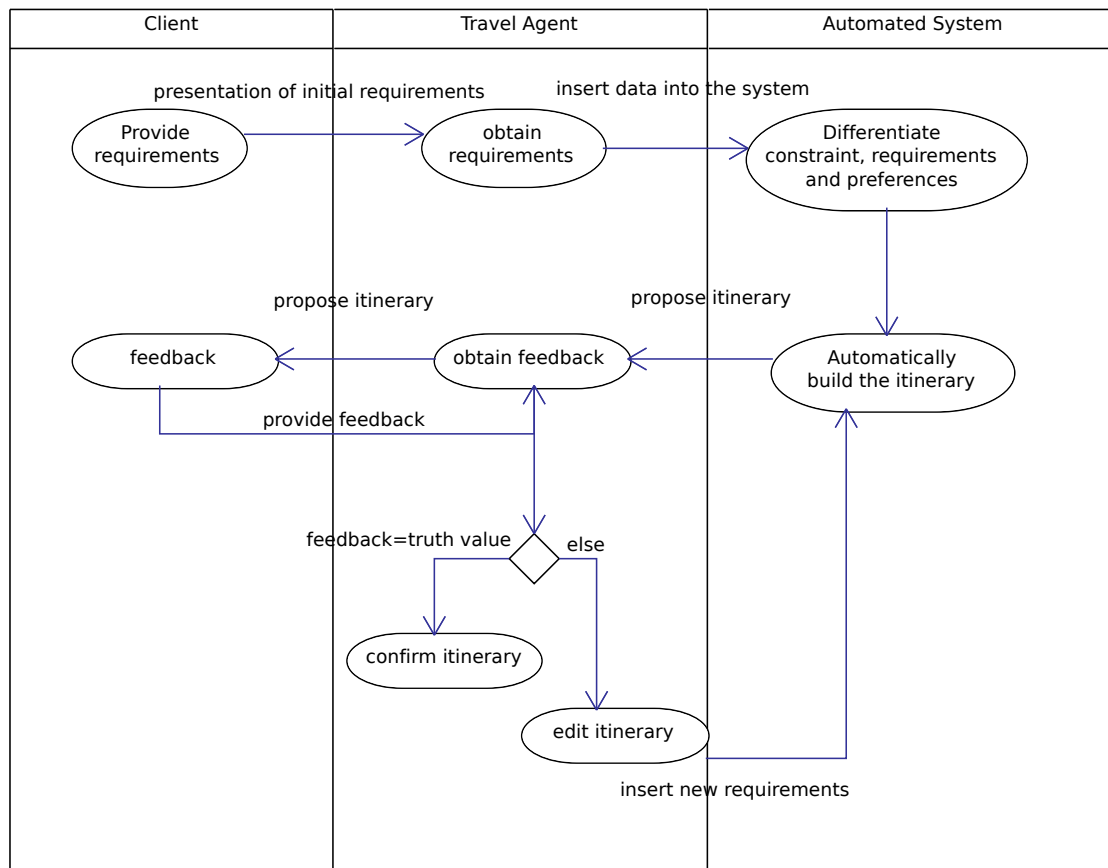 Client
Travel Agent
Automated System
presentation of initial requirements
insert data into the system
Provide
requirements
obtain
requirements
Differentiate
constraint, requirements
and preferences
propose itinerary
propose itinerary
feedback
obtain feedback
Automatically
build the itinerary
provide feedback
feedback=truth value
else
confirm itinerary
edit itinerary
insert new requirements